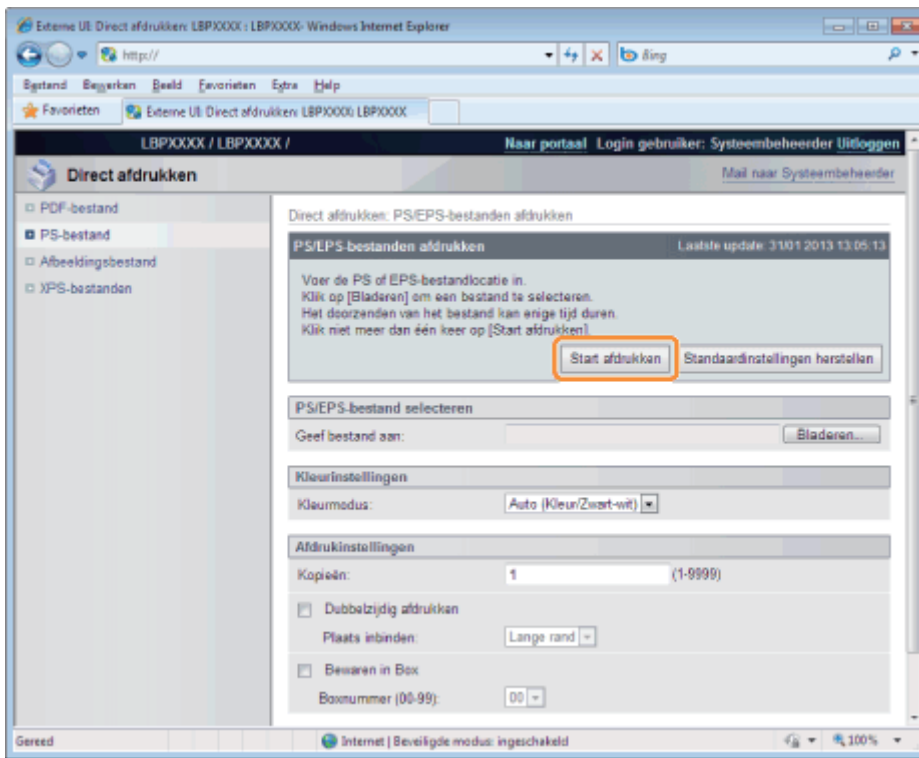 Externe UI: Direct afdrukken: LBPXXXX : LBPXXXX- Windows Internet Explorer
http://
Bing
Bestand Bewerken Beeld Favorieten Extra Help
Favorieten Externe UI: Direct afdrukken: LBPXXXX: LBPXXXX
LBPXXXX / LBPXXXX / Naar portaal Login gebruiker: Systeembeheerder Uitloggen
Direct afdrukken Mail naar Systeembeheerder
PDF-bestand
PS-bestand
Afbeeldingsbestand
XPS-bestanden
Direct afdrukken: PS/EPS-bestanden afdrukken
PS/EPS-bestanden afdrukken Laatste update: 31/01 2013 13:05:13
Voer de PS of EPS-bestandlocatie in.
Klik op [Bladeren] om een bestand te selecteren.
Het doorzenden van het bestand kan enige tijd duren.
Klik niet meer dan één keer op [Start afdrukken].
Start afdrukken Standaardinstellingen herstellen
PS/EPS-bestand selecteren
Geef bestand aan: Bladeren...
Kleurinstellingen
Kleurmodus: Auto (Kleur/Zwart-wit)
Afdrukinstellingen
Kopieën: 1 (1-9999)
Dubbelzijdig afdrukken
Plaats inbinden: Lange rand
Bewaren in Box
Boxnummer (00-99): 00
Gereed Internet | Beveiligde modus: ingeschakeld 100%